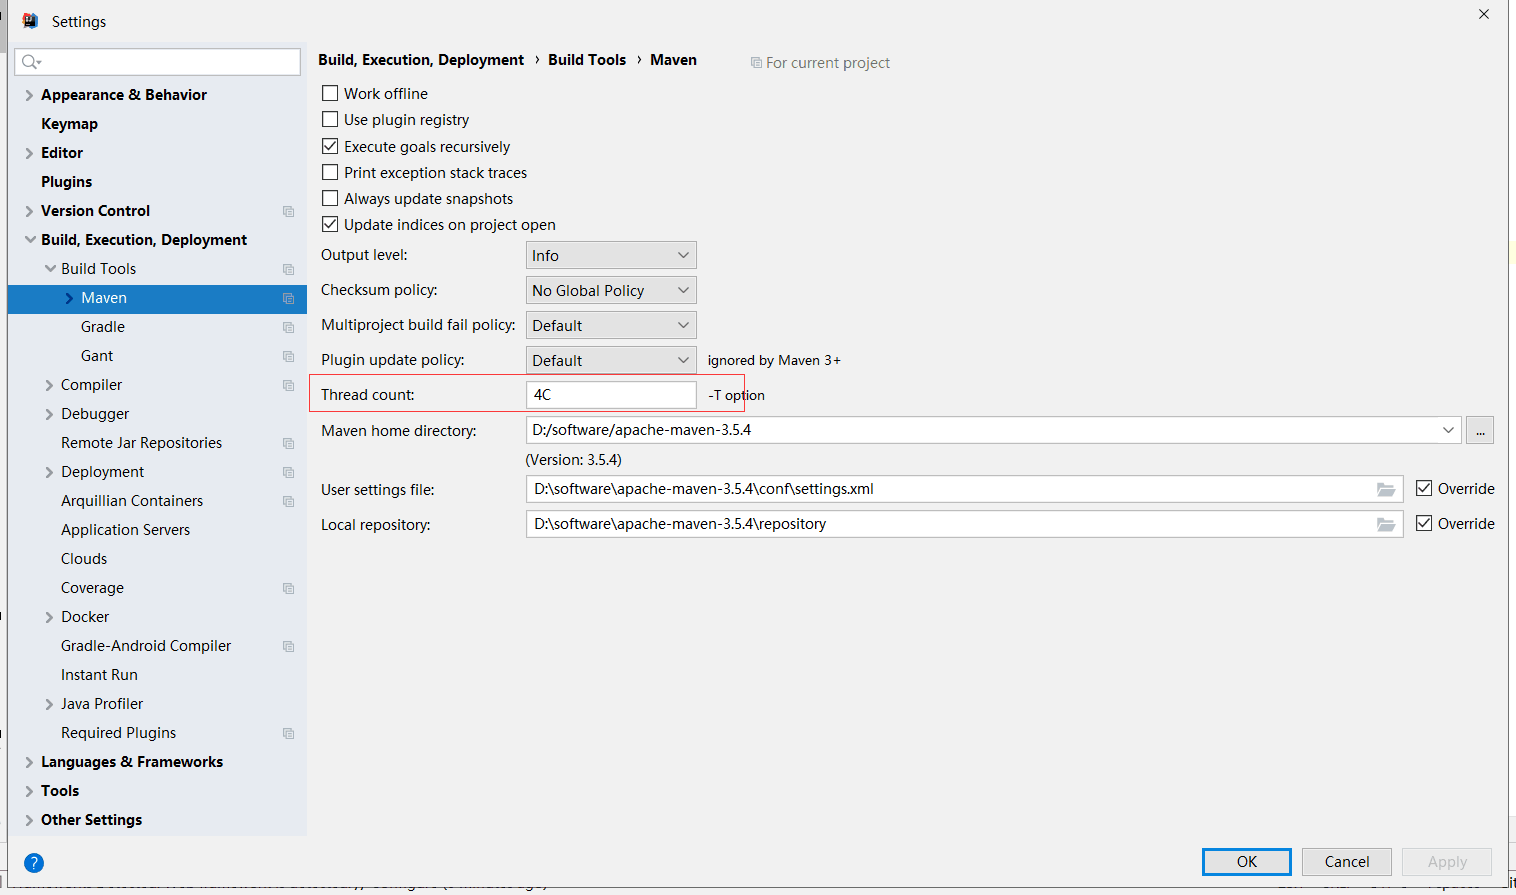 Settings
Build, Execution, Deployment › Build Tools › Maven
For current project
Appearance & Behavior
Keymap
Editor
Plugins
Version Control
Build, Execution, Deployment
Build Tools
Maven
Gradle
Gant
Compiler
Debugger
Remote Jar Repositories
Deployment
Arquillian Containers
Application Servers
Clouds
Coverage
Docker
Gradle-Android Compiler
Instant Run
Java Profiler
Required Plugins
Languages & Frameworks
Tools
Other Settings
Work offline
Use plugin registry
Execute goals recursively
Print exception stack traces
Always update snapshots
Update indices on project open
Output level: Info
Checksum policy: No Global Policy
Multiproject build fail policy: Default
Plugin update policy: Default ignored by Maven 3+
Thread count: 4C -T option
Maven home directory: D:/software/apache-maven-3.5.4 ...
(Version: 3.5.4)
User settings file: D:\software\apache-maven-3.5.4\conf\settings.xml Override
Local repository: D:\software\apache-maven-3.5.4\repository Override
? OK Cancel Apply